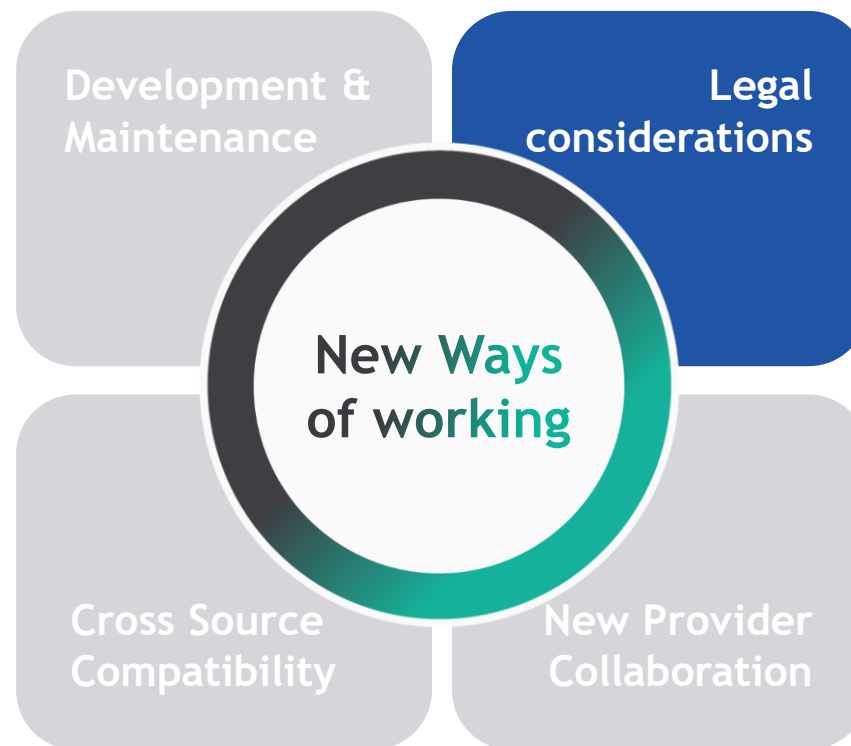 Development &
Maintenance
Legal
considerations
New Ways
of working
Cross Source
Compatibility
New Provider
Collaboration